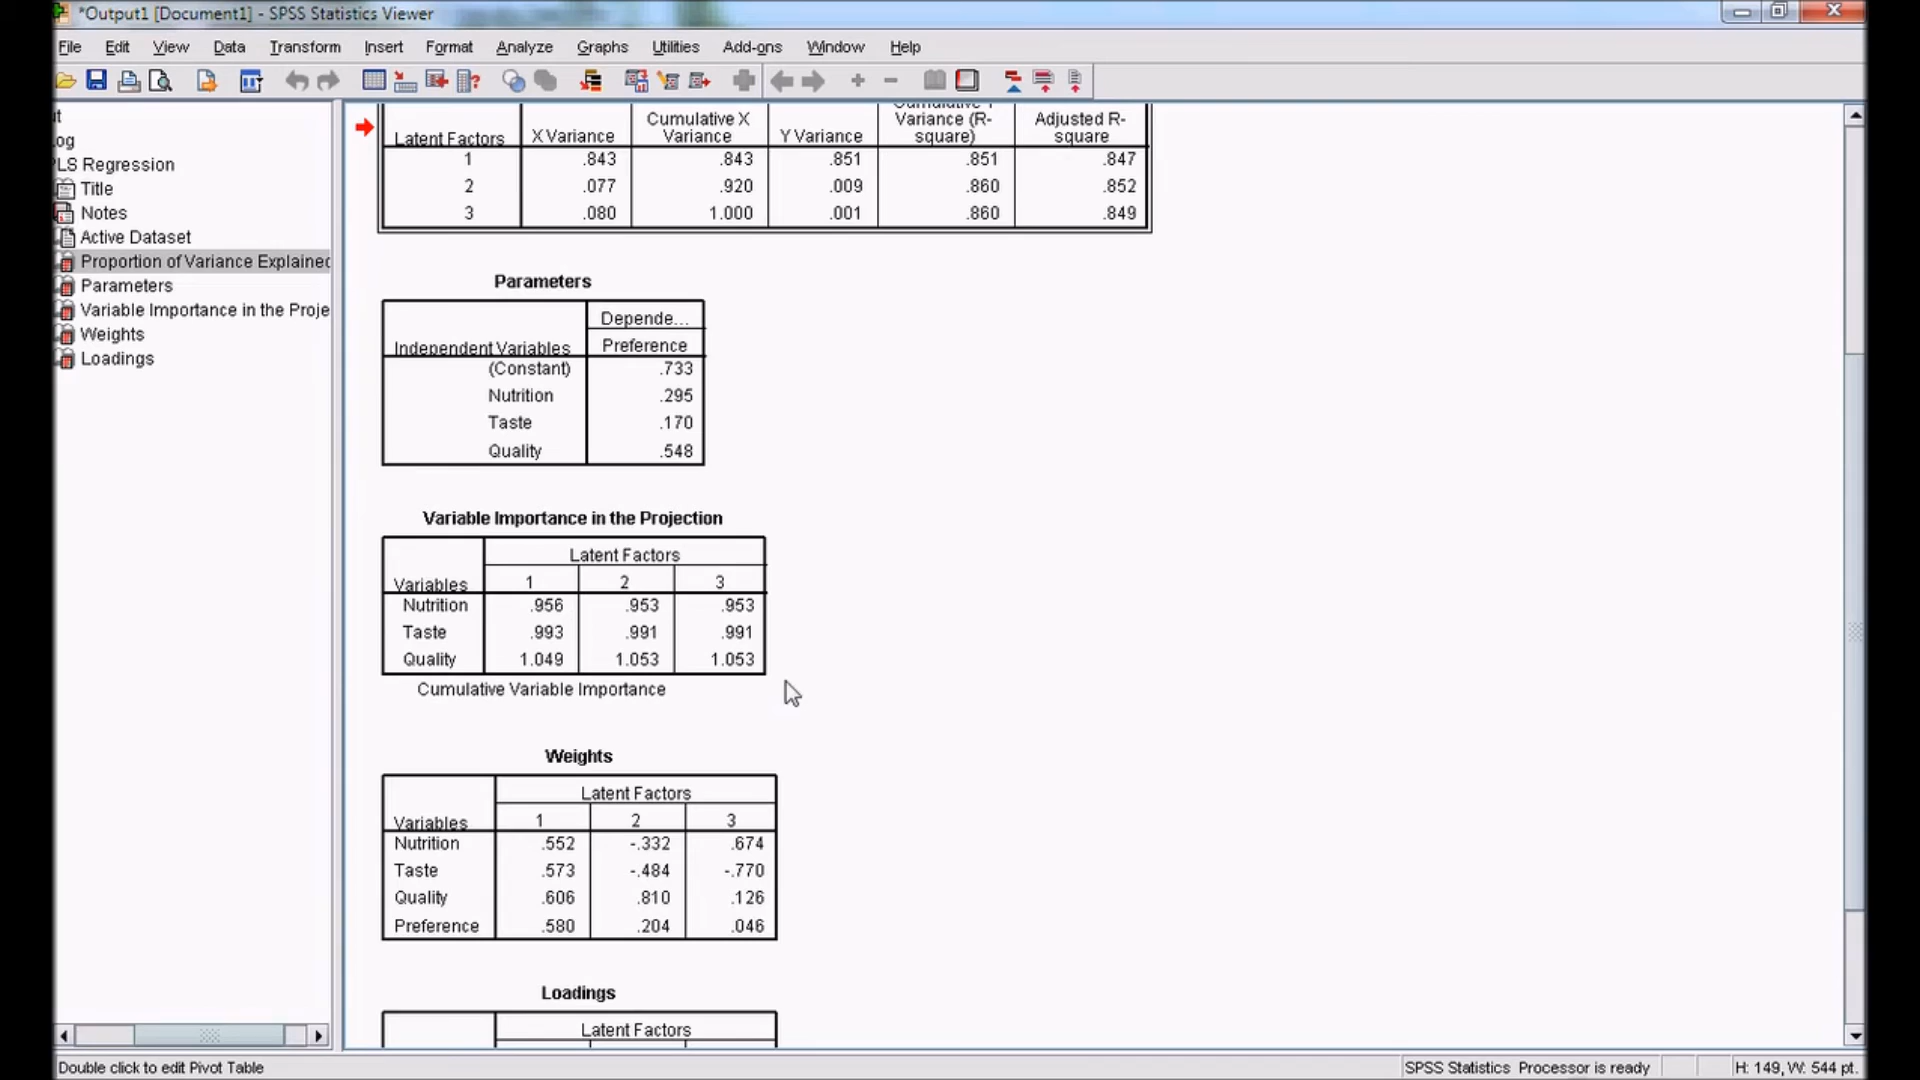 *Output1 [Document1] - SPSS Statistics Viewer
File Edit View Data Transform Insert Format Analyze Graphs Utilities Add-ons Window Help
PLS Regression
Title
Notes
Active Dataset
Proportion of Variance Explained
Parameters
Variable Importance in the Proje
Weights
Loadings
Latent Factors X Variance Cumulative X Variance Y Variance Variance (R-square) Adjusted R-square
1 .843 .843 .851 .851 .847
2 .077 .920 .009 .860 .852
3 .080 1.000 .001 .860 .849
Parameters
Depende...
Independent Variables Preference
(Constant) .733
Nutrition .295
Taste .170
Quality .548
Variable Importance in the Projection
Latent Factors
Variables 1 2 3
Nutrition .956 .953 .953
Taste .993 .991 .991
Quality 1.049 1.053 1.053
Cumulative Variable Importance
Weights
Latent Factors
Variables 1 2 3
Nutrition .552 -.332 .674
Taste .573 -.484 -.770
Quality .606 .810 .126
Preference .580 .204 .046
Loadings
Latent Factors
Double click to edit Pivot Table
SPSS Statistics Processor is ready
H: 149, W: 544 pt.